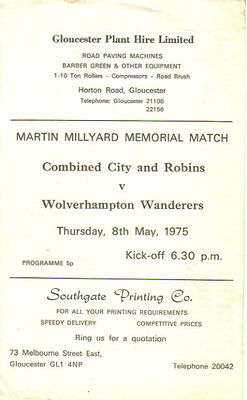 Gloucester Plant Hire Limited
ROAD PAVING MACHINES
BARBER GREEN & OTHER EQUIPMENT
1-10 Ton Rollers - Compressors - Road Brush
Horton Road, Gloucester
Telephone: Gloucester 21108
22156
MARTIN MILLYARD MEMORIAL MATCH
Combined City and Robins
v
Wolverhampton Wanderers
Thursday, 8th May, 1975
Kick-off 6.30 p.m.
PROGRAMME 5p
Southgate Printing Co.
FOR ALL YOUR PRINTING REQUIREMENTS
SPEEDY DELIVERY COMPETITIVE PRICES
Ring us for a quotation
73 Melbourne Street East,
Gloucester GL1 4NP Telephone 20042